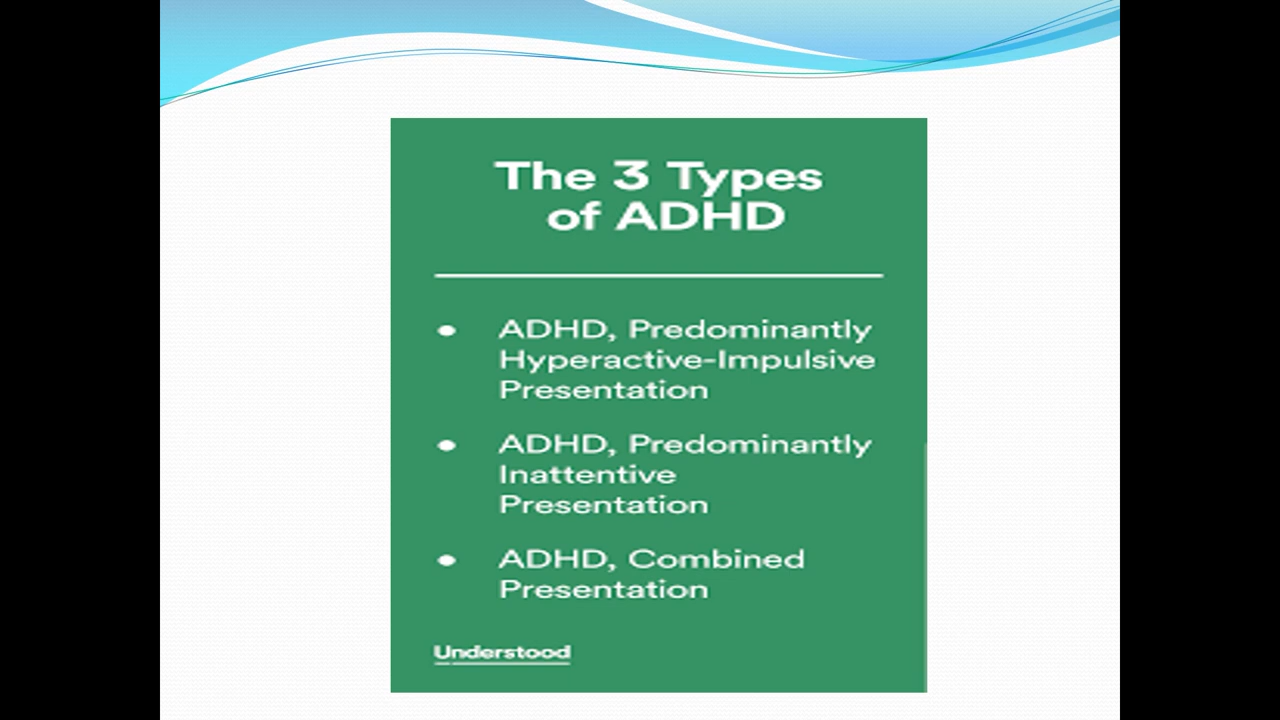 The 3 Types
of ADHD
● ADHD, Predominantly
Hyperactive-Impulsive
Presentation
● ADHD, Predominantly
Inattentive
Presentation
● ADHD, Combined
Presentation
Understood